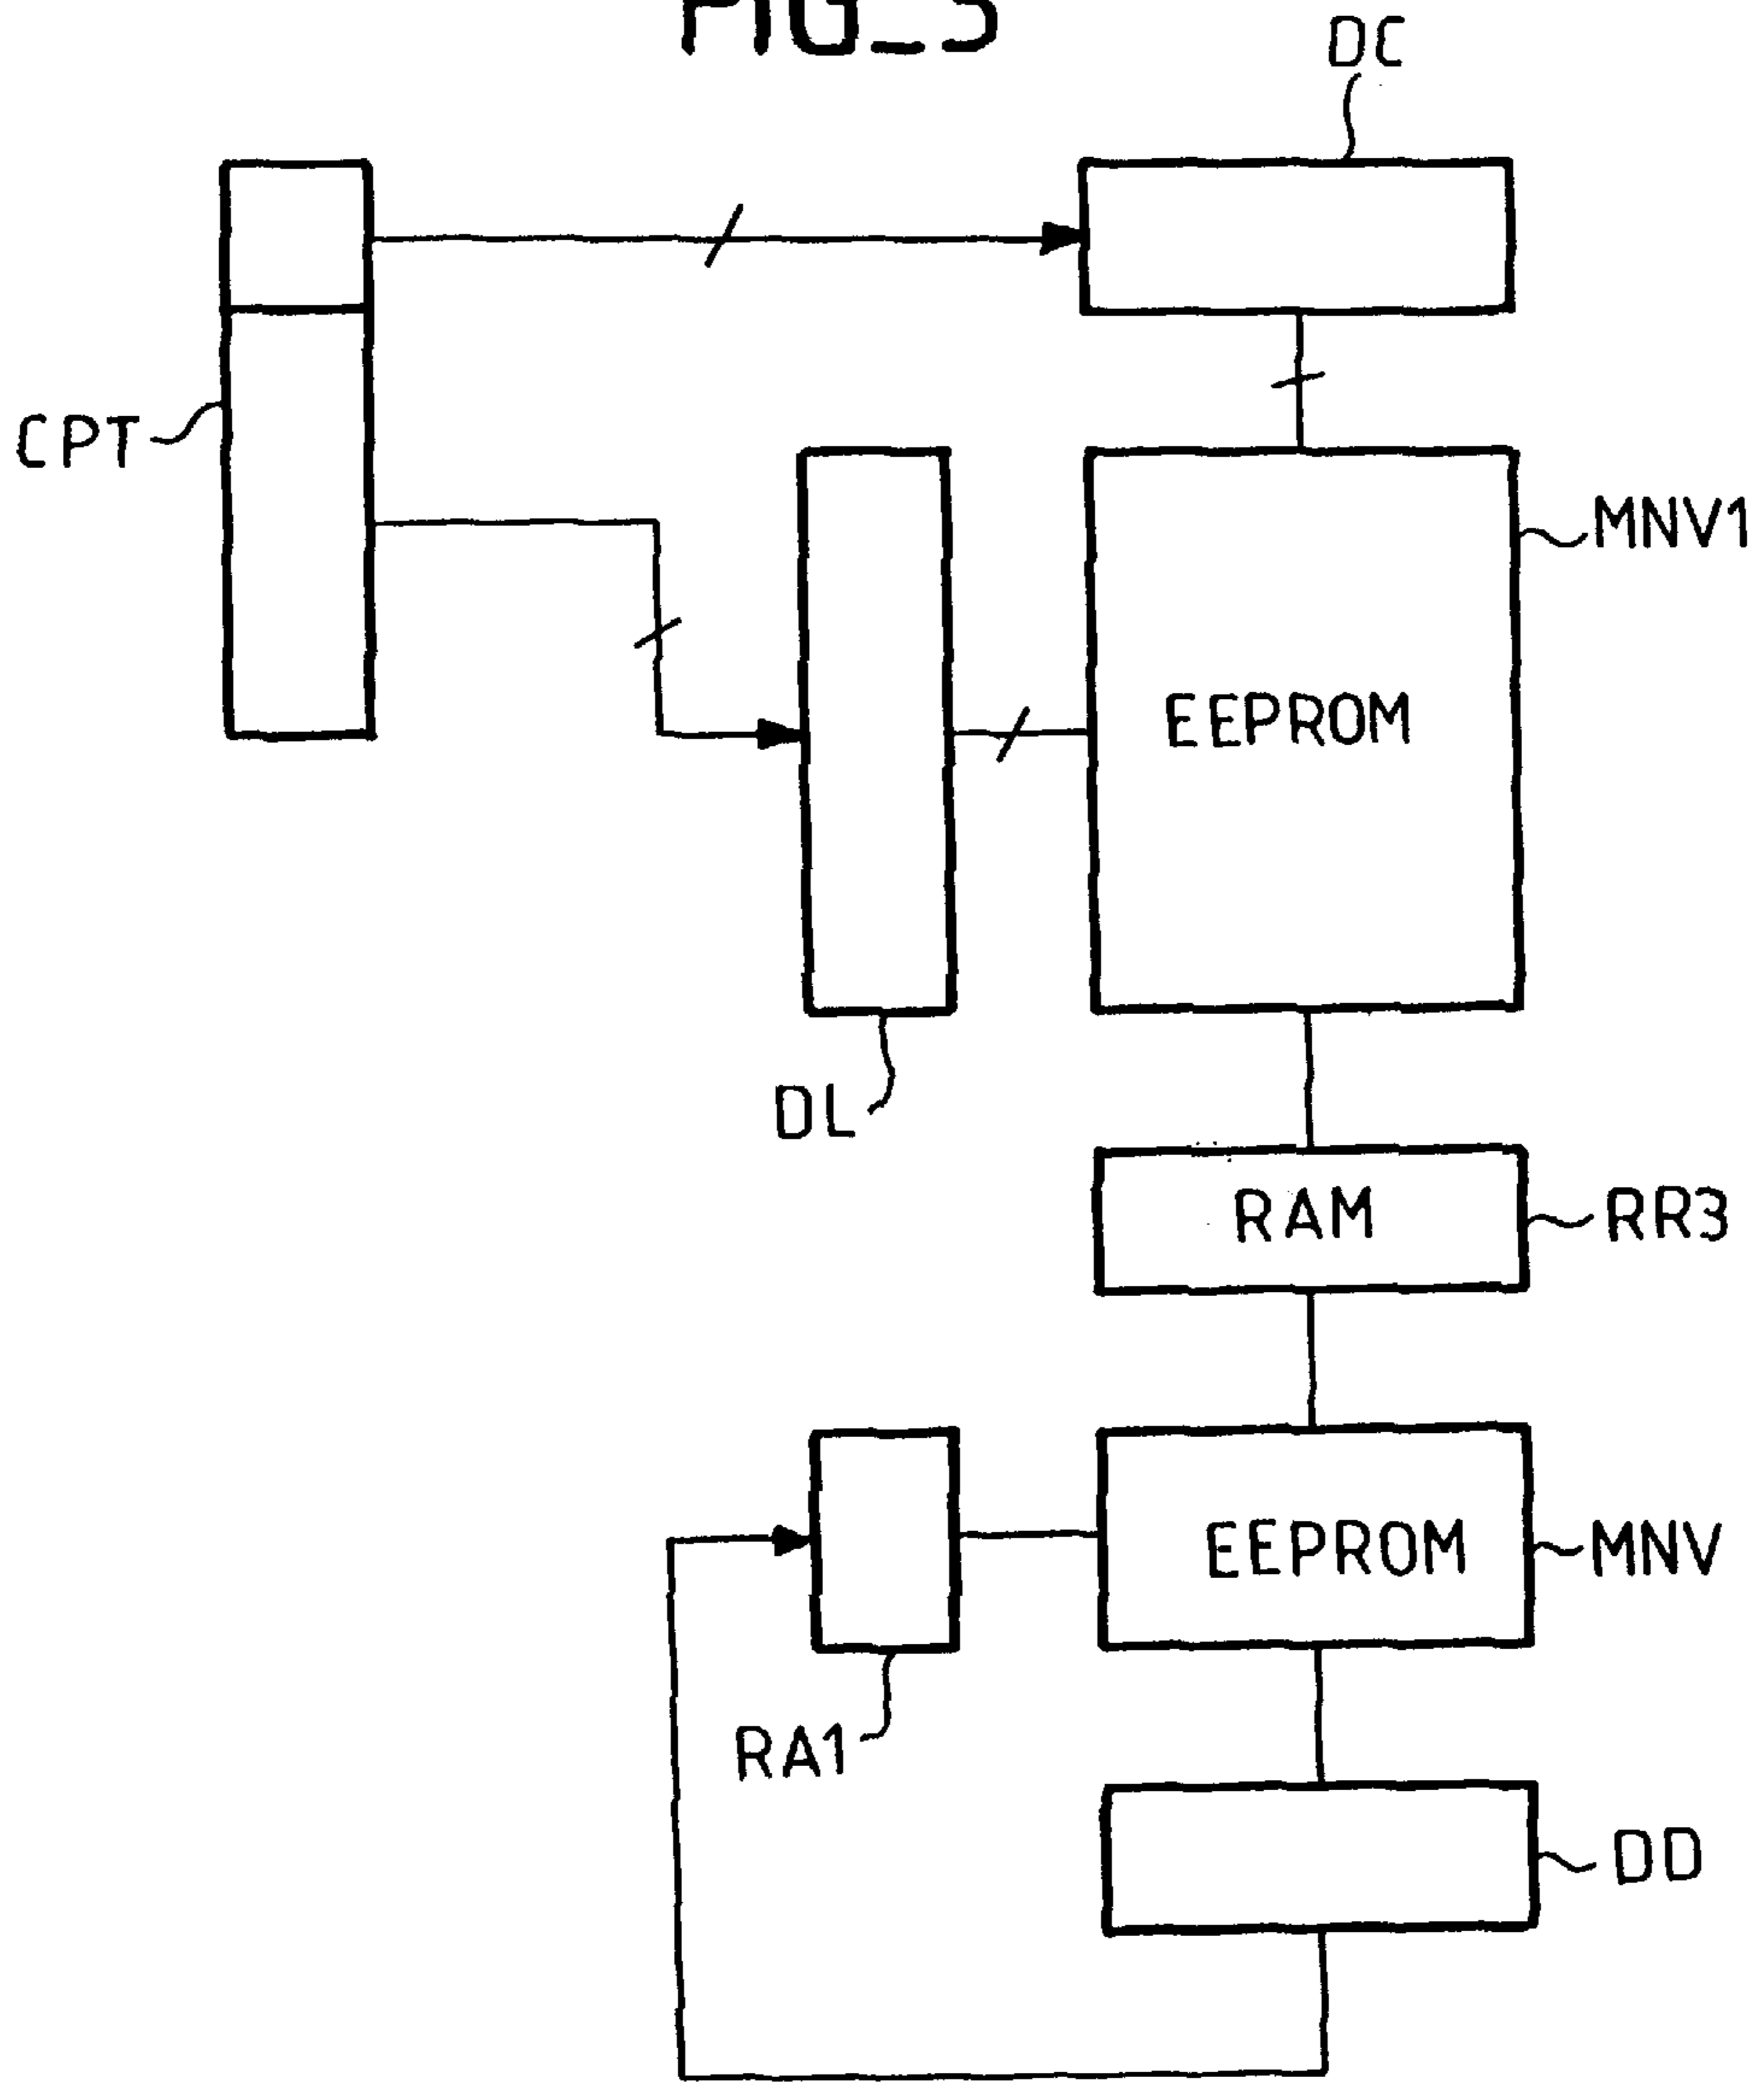 DC
CPT
MNV1
EEPROM
DL
RAM
RR3
EEPROM
MNV
RA1
DD